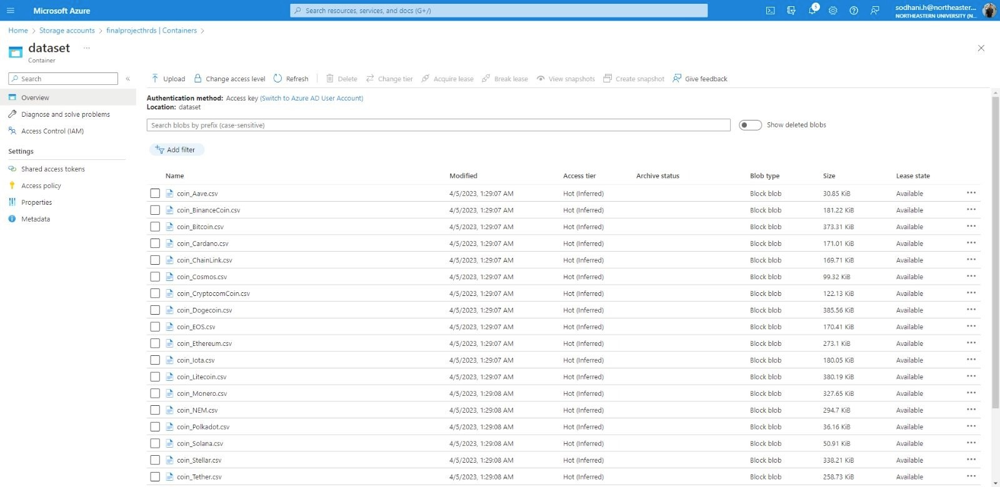 Microsoft Azure
Search resources, services, and docs (G+/)
5
sodhani.h@northeaster...
NORTHEASTERN UNIVERSITY (N...
Home > Storage accounts > finalprojecthrds | Containers >
dataset ...
Container
Search «
Upload Change access level Refresh Delete Change tier Acquire lease Break lease View snapshots Create snapshot Give feedback
Overview
Diagnose and solve problems
Access Control (IAM)
Settings
Shared access tokens
Access policy
Properties
Metadata
Authentication method: Access key (Switch to Azure AD User Account)
Location: dataset
Search blobs by prefix (case-sensitive)
Show deleted blobs
Add filter
Name Modified Access tier Archive status Blob type Size Lease state
coin_Aave.csv 4/5/2023, 1:29:07 AM Hot (Inferred) Block blob 30.85 KiB Available ...
coin_BinanceCoin.csv 4/5/2023, 1:29:07 AM Hot (Inferred) Block blob 181.22 KiB Available ...
coin_Bitcoin.csv 4/5/2023, 1:29:07 AM Hot (Inferred) Block blob 373.31 KiB Available ...
coin_Cardano.csv 4/5/2023, 1:29:07 AM Hot (Inferred) Block blob 171.01 KiB Available ...
coin_ChainLink.csv 4/5/2023, 1:29:07 AM Hot (Inferred) Block blob 169.71 KiB Available ...
coin_Cosmos.csv 4/5/2023, 1:29:07 AM Hot (Inferred) Block blob 99.32 KiB Available ...
coin_CryptocomCoin.csv 4/5/2023, 1:29:07 AM Hot (Inferred) Block blob 122.13 KiB Available ...
coin_Dogecoin.csv 4/5/2023, 1:29:07 AM Hot (Inferred) Block blob 385.56 KiB Available ...
coin_EOS.csv 4/5/2023, 1:29:07 AM Hot (Inferred) Block blob 170.41 KiB Available ...
coin_Ethereum.csv 4/5/2023, 1:29:07 AM Hot (Inferred) Block blob 273.1 KiB Available ...
coin_Iota.csv 4/5/2023, 1:29:07 AM Hot (Inferred) Block blob 180.05 KiB Available ...
coin_Litecoin.csv 4/5/2023, 1:29:07 AM Hot (Inferred) Block blob 380.19 KiB Available ...
coin_Monero.csv 4/5/2023, 1:29:08 AM Hot (Inferred) Block blob 327.65 KiB Available ...
coin_NEM.csv 4/5/2023, 1:29:08 AM Hot (Inferred) Block blob 294.7 KiB Available ...
coin_Polkadot.csv 4/5/2023, 1:29:08 AM Hot (Inferred) Block blob 36.16 KiB Available ...
coin_Solana.csv 4/5/2023, 1:29:08 AM Hot (Inferred) Block blob 50.91 KiB Available ...
coin_Stellar.csv 4/5/2023, 1:29:08 AM Hot (Inferred) Block blob 338.21 KiB Available ...
coin_Tether.csv 4/5/2023, 1:29:08 AM Hot (Inferred) Block blob 258.73 KiB Available ...